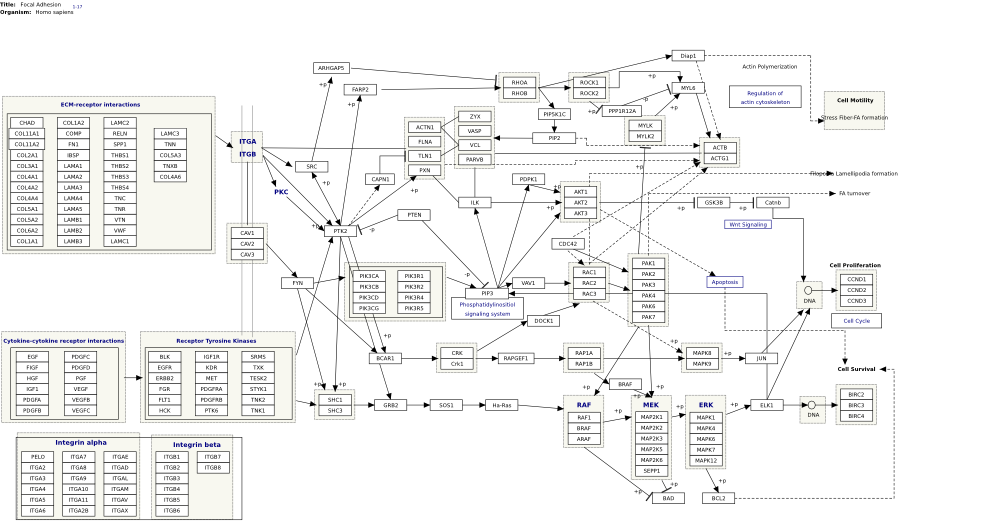 Title: Focal Adhesion 1-17
Organism: Homo sapiens
ECM-receptor interactions
CHAD COL1A2 LAMC2
COL11A1 COMP RELN LAMC3
COL11A2 FN1 SPP1 TNN
COL2A1 IBSP THBS1 COL5A3
COL3A1 LAMA1 THBS2 TNXB
COL4A1 LAMA2 THBS3 COL4A6
COL4A2 LAMA3 THBS4
COL4A4 LAMA4 TNC
COL5A1 LAMA5 TNR
COL5A2 LAMB1 VTN
COL6A2 LAMB2 VWF
COL1A1 LAMB3 LAMC1
ITGA
ITGB
PKC
CAV1
CAV2
CAV3
Cytokine-cytokine receptor interactions
EGF PDGFC
FIGF PDGFD
HGF PGF
IGF1 VEGF
PDGFA VEGFB
PDGFB VEGFC
Receptor Tyrosine Kinases
BLK IGF1R SRMS
EGFR KDR TXK
ERBB2 MET TESK2
FGR PDGFRA STYK1
FLT1 PDGFRB TNK2
HCK PTK6 TNK1
Integrin alpha
PELO ITGA7 ITGAE
ITGA2 ITGA8 ITGAD
ITGA3 ITGA9 ITGAL
ITGA4 ITGA10 ITGAM
ITGA5 ITGA11 ITGAV
ITGA6 ITGA2B ITGAX
Integrin beta
ITGB1 ITGB7
ITGB2 ITGB8
ITGB3
ITGB4
ITGB5
ITGB6
ARHGAP5
FARP2
SRC
CAPN1
PTEN
PTK2
FYN
+p
+p
+p
+p
-p
+p
+p
+p
+p
ACTN1
FLNA
TLN1
PXN
ZYX
VASP
VCL
PARVB
RHOA
RHOB
PIP5K1C
PIP2
ROCK1
ROCK2
PPP1R12A
MYLK
MYLK2
+p
+p
-p
+p
Diap1
MYL6
ACTB
ACTG1
Actin Polymerization
Regulation of
actin cytoskeleton
Cell Motility
Stress Fiber-FA formation
Lamellipodia formation
FA turnover
ILK
PDPK1
AKT1
AKT2
AKT3
+p
+p
GSK3B
Catnb
+p
+p
Wnt Signaling
CDC42
RAC1
RAC2
RAC3
PAK1
PAK2
PAK3
PAK4
PAK6
PAK7
+p
PIK3CA PIK3R1
PIK3CB PIK3R2
PIK3CD PIK3R4
PIK3CG PIK3R5
-p
PIP3
VAV1
Phosphatidylinositol
signaling system
DOCK1
Apoptosis
DNA
Cell Proliferation
CCND1
CCND2
CCND3
Cell Cycle
BCAR1
CRK
Crk1
RAPGEF1
RAP1A
RAP1B
MAPK8
MAPK9
+p
JUN
Cell Survival
BRAF
SHC1
SHC3
GRB2
SOS1
Ha-Ras
RAF
RAF1
BRAF
ARAF
+p
+p
+p
MEK
MAP2K1
MAP2K2
MAP2K3
MAP2K5
MAP2K6
SEPP1
+p
ERK
MAPK1
MAPK4
MAPK6
MAPK7
MAPK12
+p
ELK1
DNA
BIRC2
BIRC3
BIRC4
+p
+p
+p
BAD
BCL2